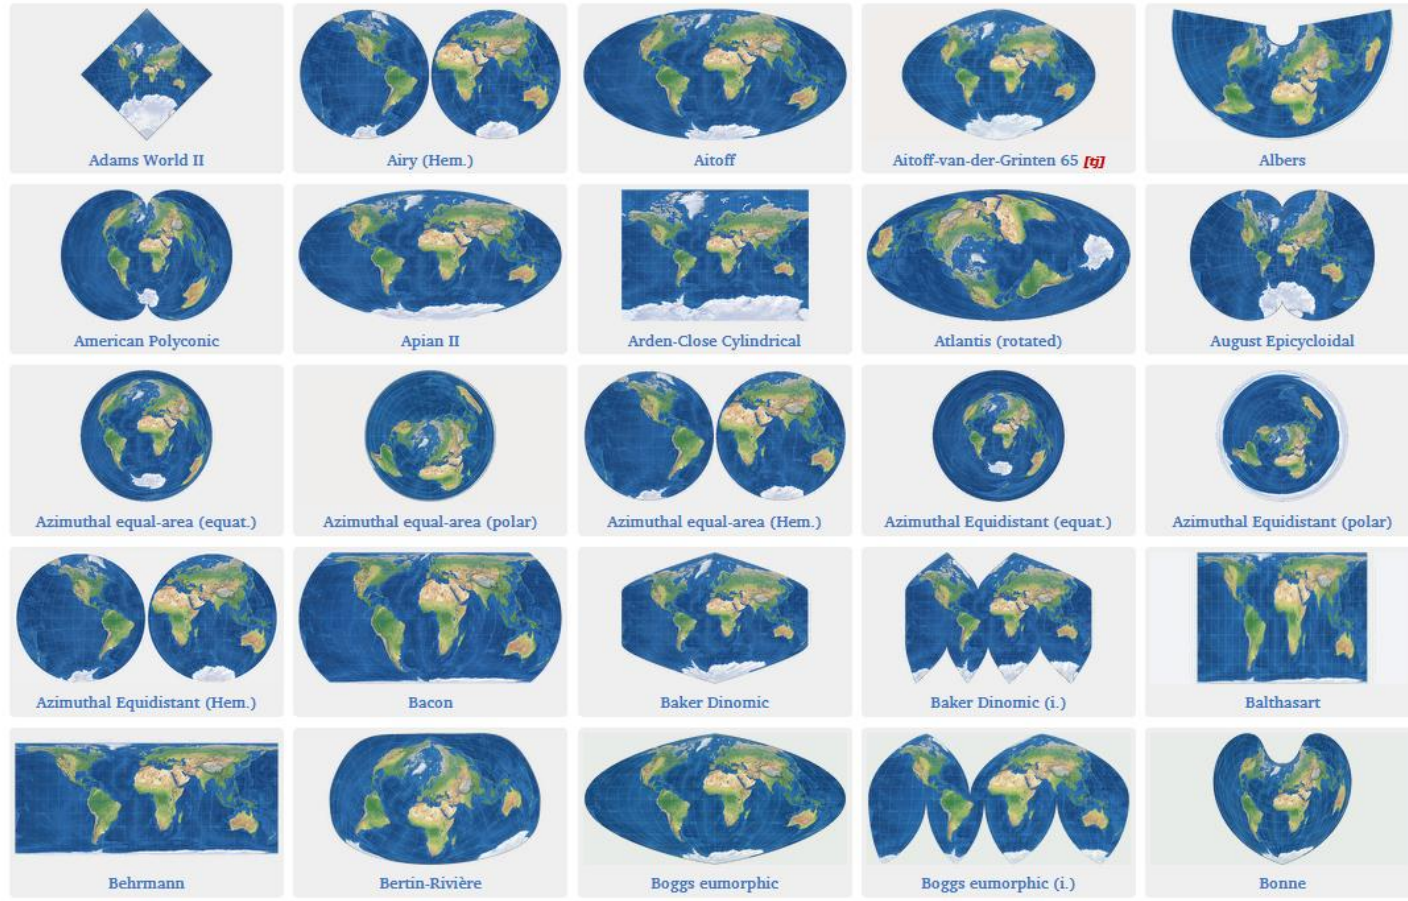 Adams World II
Airy (Hem.)
Aitoff
Aitoff-van-der-Grinten 65 [tj]
Albers
American Polyconic
Apian II
Arden-Close Cylindrical
Atlantis (rotated)
August Epicycloidal
Azimuthal equal-area (equat.)
Azimuthal equal-area (polar)
Azimuthal equal-area (Hem.)
Azimuthal Equidistant (equat.)
Azimuthal Equidistant (polar)
Azimuthal Equidistant (Hem.)
Bacon
Baker Dinomic
Baker Dinomic (i.)
Balthasart
Behrmann
Bertin-Rivière
Boggs eumorphic
Boggs eumorphic (i.)
Bonne